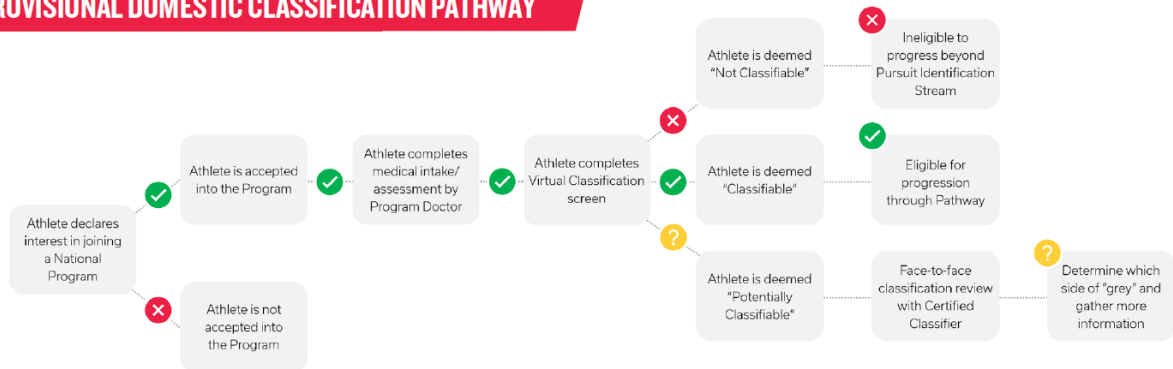 ROVISIONAL DOMESTIC CLASSIFICATION PATHWAY
Athlete declares
interest in joining
a National
Program
Athlete is accepted
into the Program
Athlete is not
accepted into
the Program
Athlete completes
medical intake/
assessment by
Program Doctor
Athlete completes
Virtual Classification
screen
Athlete is deemed
“Not Classifiable”
Ineligible to
progress beyond
Pursuit Identification
Stream
Athlete is deemed
“Classifiable”
Eligible for
progression
through Pathway
?
Athlete is deemed
“Potentially
Classifiable”
Face-to-face
classification review
with Certified
Classifier
?
Determine which
side of “grey” and
gather more
information